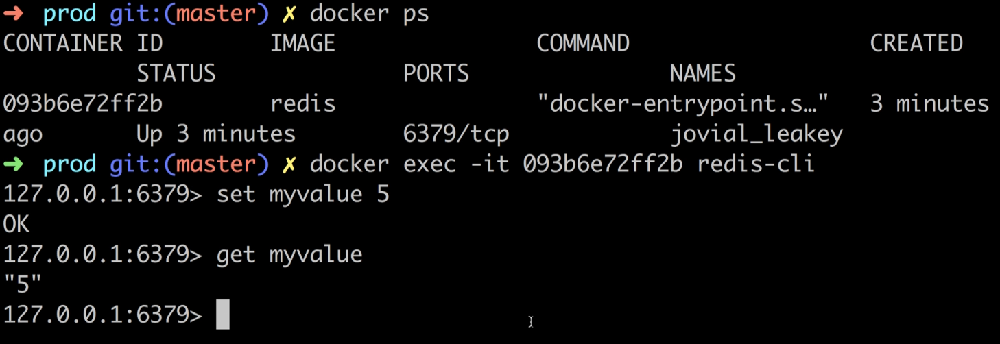 ➜ prod git:(master) ✗ docker ps
CONTAINER ID IMAGE COMMAND CREATED
STATUS PORTS NAMES
093b6e72ff2b redis "docker-entrypoint.s…" 3 minutes
ago Up 3 minutes 6379/tcp jovial_leakey
➜ prod git:(master) ✗ docker exec -it 093b6e72ff2b redis-cli
127.0.0.1:6379> set myvalue 5
OK
127.0.0.1:6379> get myvalue
"5"
127.0.0.1:6379>